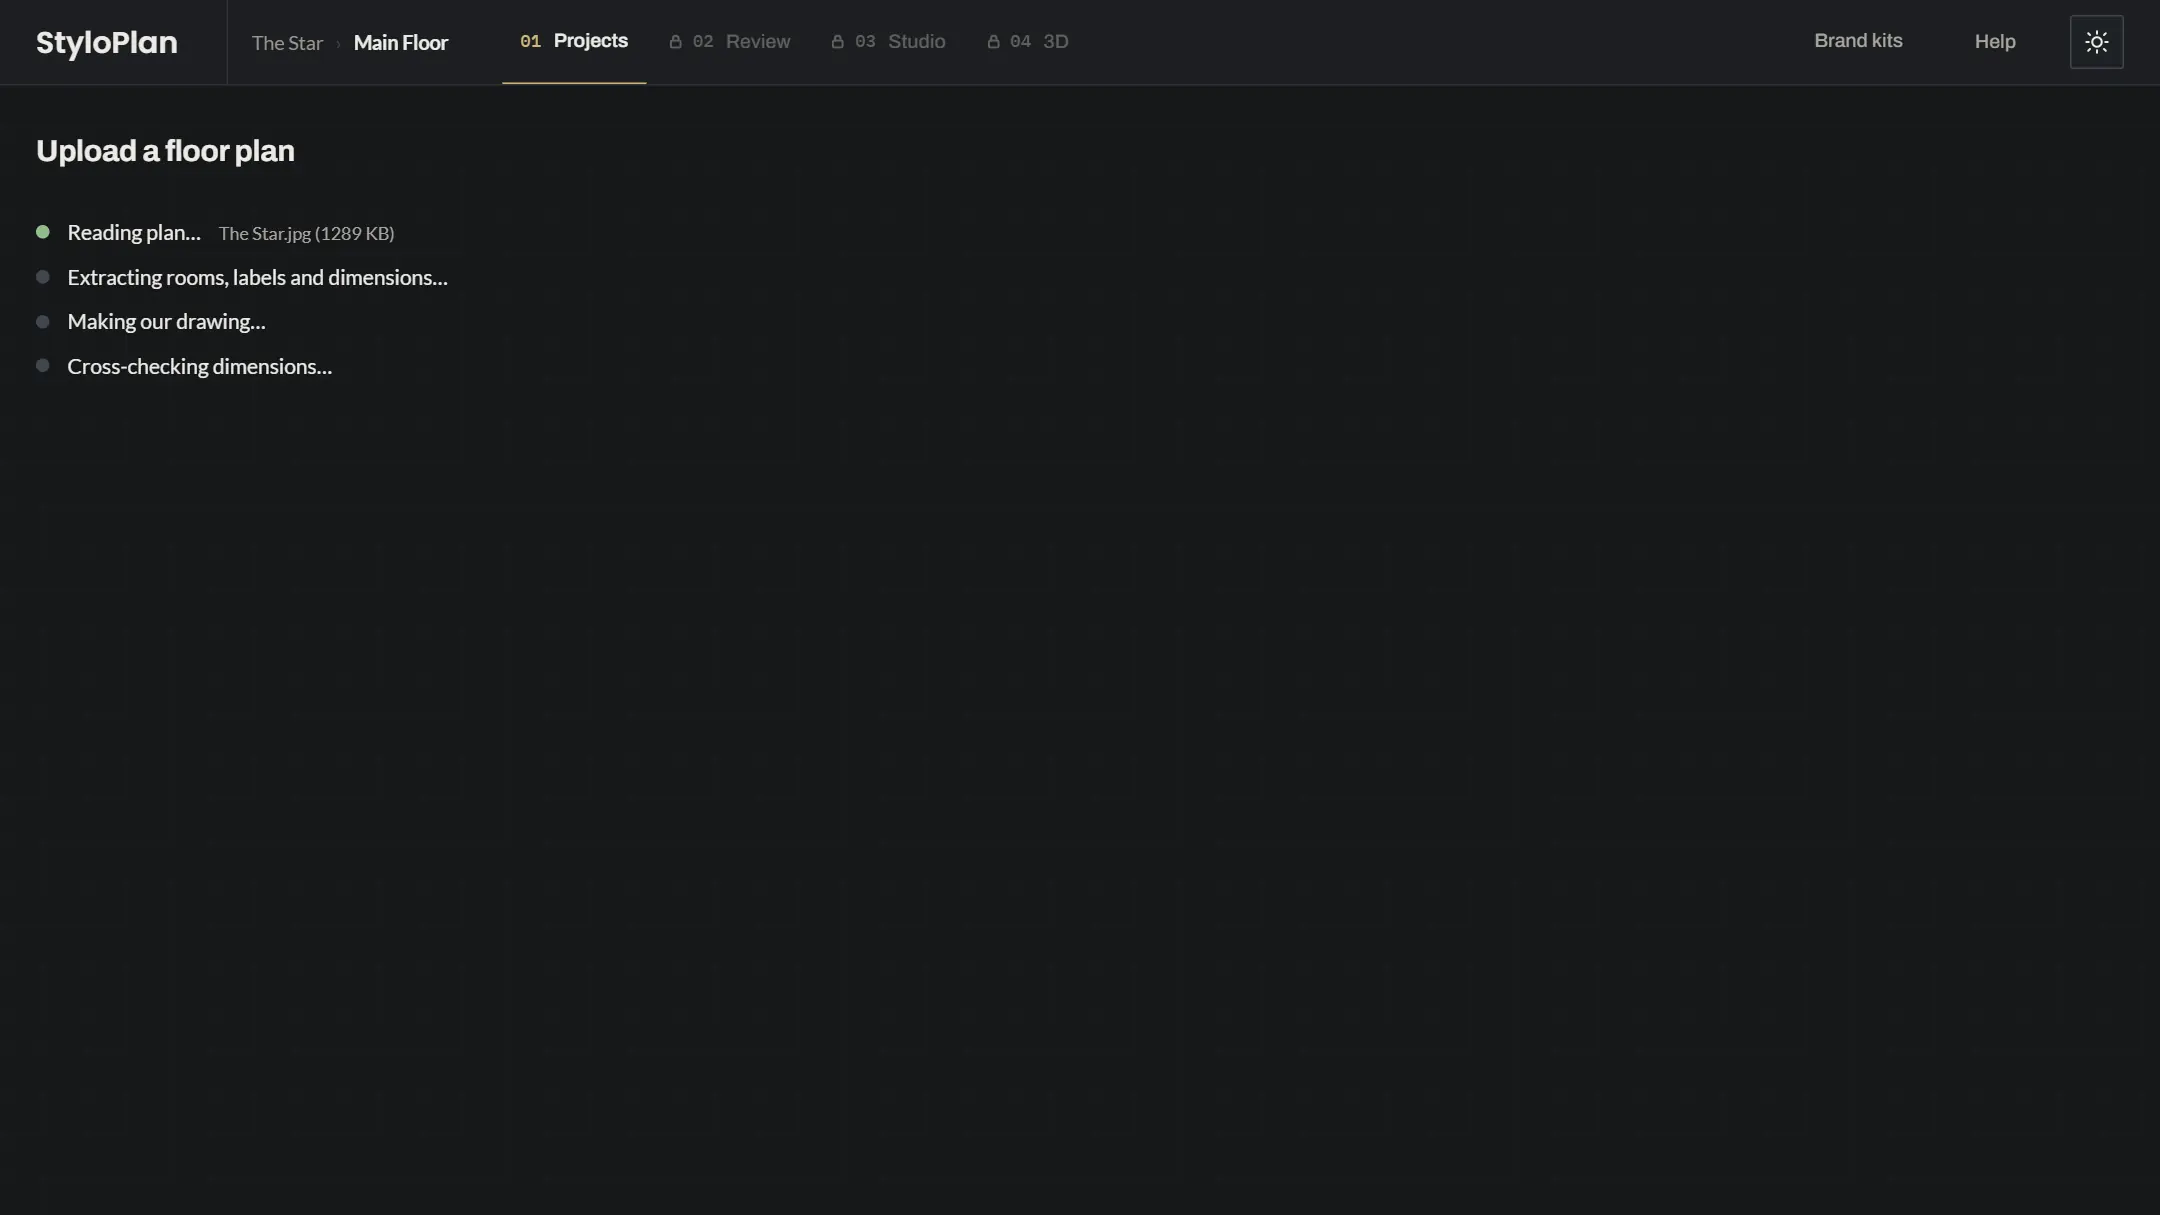 StyloPlan
The Star › Main Floor
01 Projects
02 Review
03 Studio
04 3D
Brand kits
Help
Upload a floor plan
Reading plan... The Star.jpg (1289 KB)
Extracting rooms, labels and dimensions...
Making our drawing...
Cross-checking dimensions...